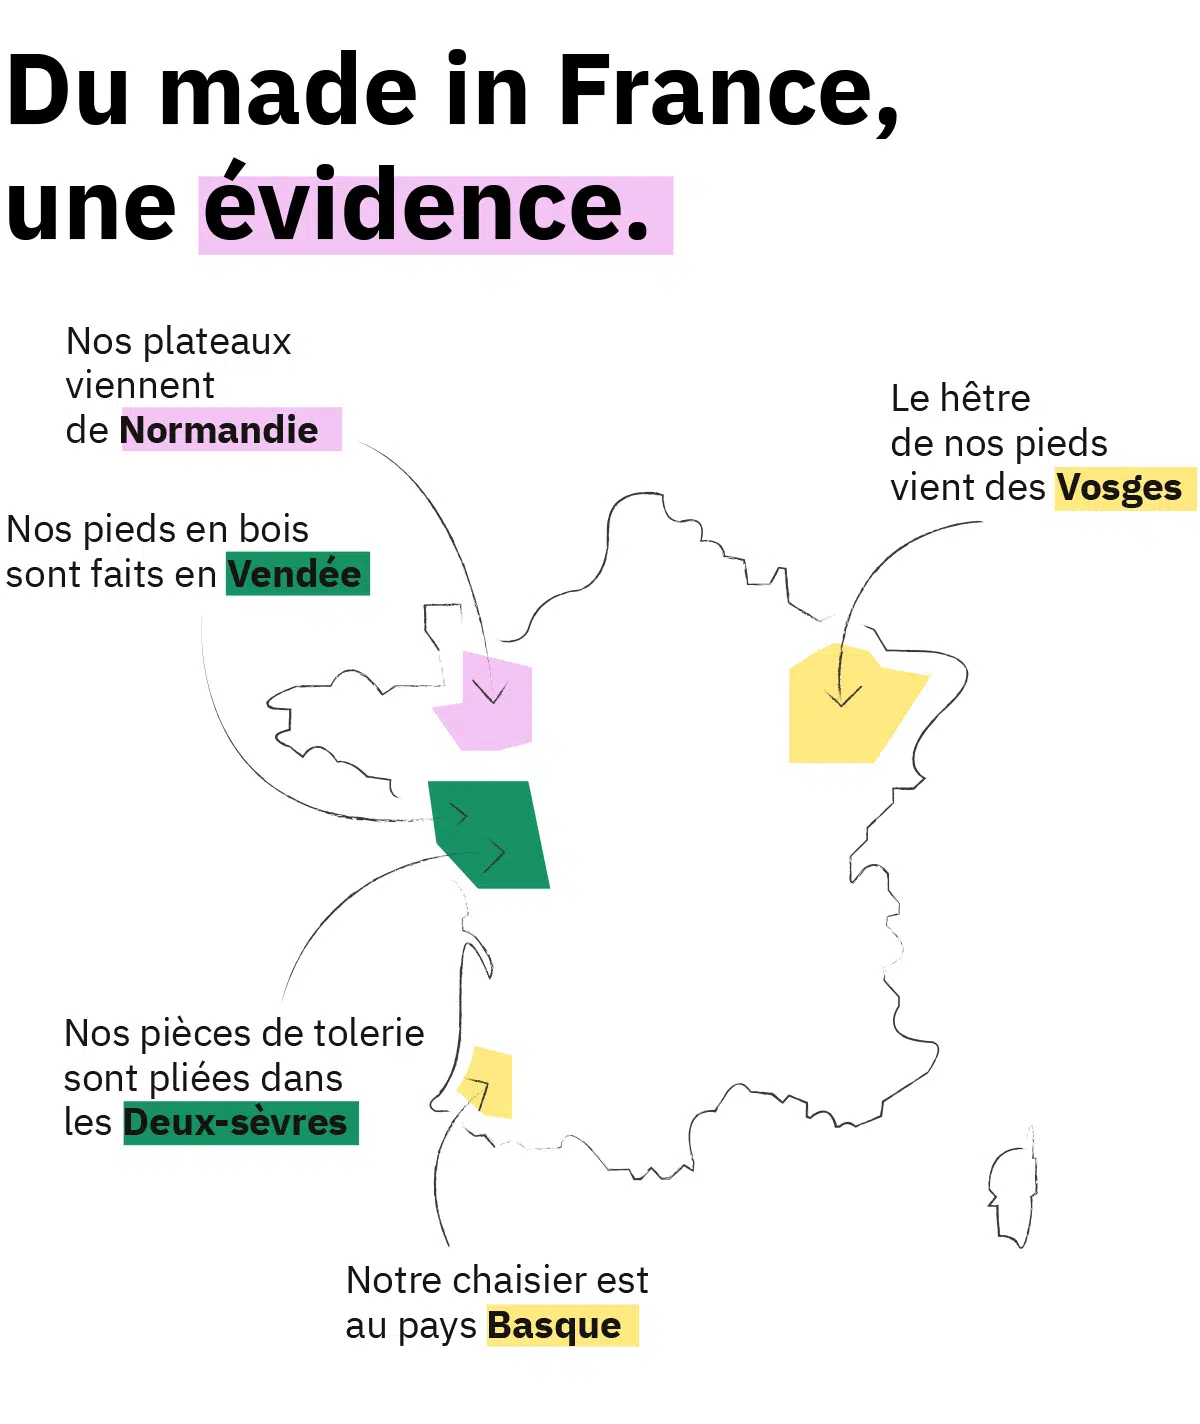 Du made in France,
une évidence.
Nos plateaux
viennent
de Normandie
Le hêtre
de nos pieds
vient des Vosges
Nos pieds en bois
sont faits en Vendée
Nos pièces de tolerie
sont pliées dans
les Deux-sèvres
Notre chaisier est
au pays Basque